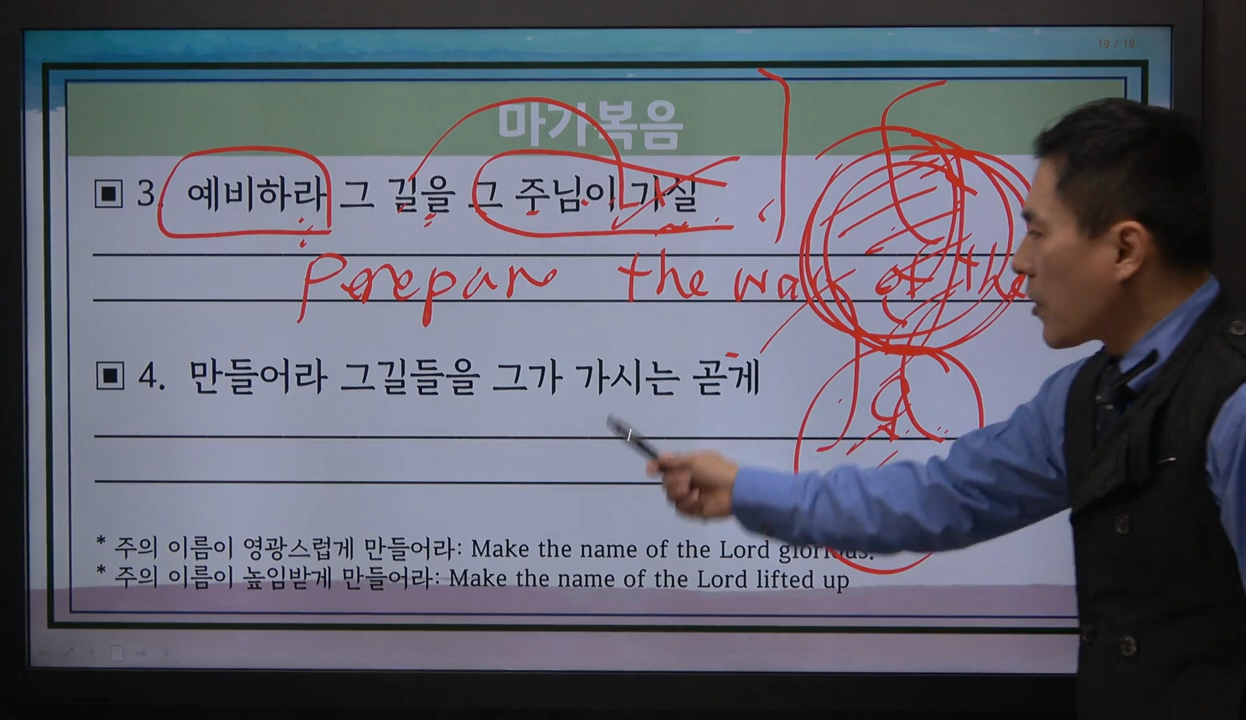 19 / 19
마가복음
3. 예비하라 그 길을 그 주님이 가실
Perepare the way of the
4. 만들어라 그길들을 그가 가시는 곧게
* 주의 이름이 영광스럽게 만들어라: Make the name of the Lord glorious.
* 주의 이름이 높임받게 만들어라: Make the name of the Lord lifted up